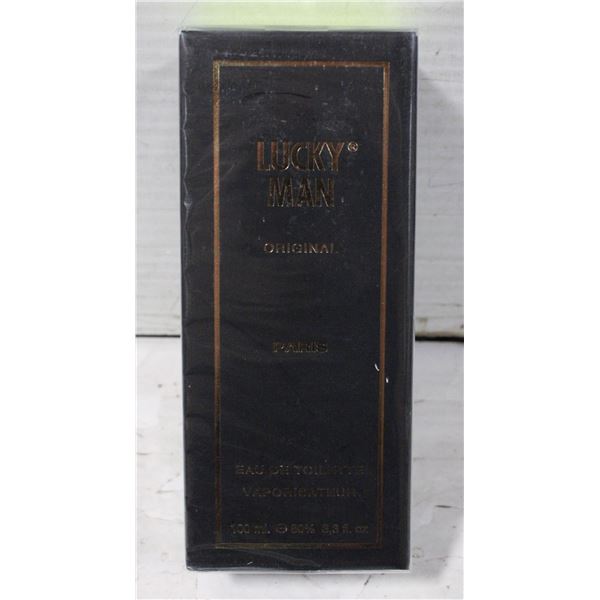 LUCKY®
MAN
ORIGINAL
PARIS
EAU DE TOILETTE
VAPORISATEUR
100 ml. ℮ 80% 3,3 fl. oz